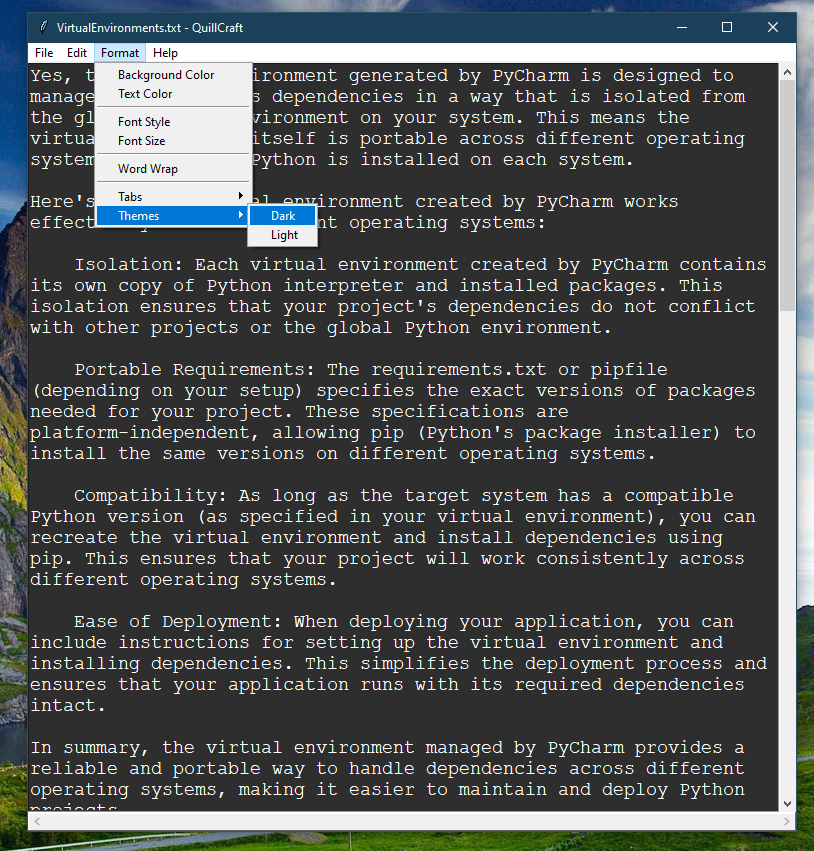 VirtualEnvironments.txt - QuillCraft
File Edit Format Help
Background Color
Text Color
Font Style
Font Size
Word Wrap
Tabs
Themes
Dark
Light
Yes, t ironment generated by PyCharm is designed to
manage s dependencies in a way that is isolated from
the gl vironment on your system. This means the
virtua itself is portable across different operating
system Python is installed on each system.
Here's al environment created by PyCharm works
effect nt operating systems:
Isolation: Each virtual environment created by PyCharm contains
its own copy of Python interpreter and installed packages. This
isolation ensures that your project's dependencies do not conflict
with other projects or the global Python environment.
Portable Requirements: The requirements.txt or pipfile
(depending on your setup) specifies the exact versions of packages
needed for your project. These specifications are
platform-independent, allowing pip (Python's package installer) to
install the same versions on different operating systems.
Compatibility: As long as the target system has a compatible
Python version (as specified in your virtual environment), you can
recreate the virtual environment and install dependencies using
pip. This ensures that your project will work consistently across
different operating systems.
Ease of Deployment: When deploying your application, you can
include instructions for setting up the virtual environment and
installing dependencies. This simplifies the deployment process and
ensures that your application runs with its required dependencies
intact.
In summary, the virtual environment managed by PyCharm provides a
reliable and portable way to handle dependencies across different
operating systems, making it easier to maintain and deploy Python
projects